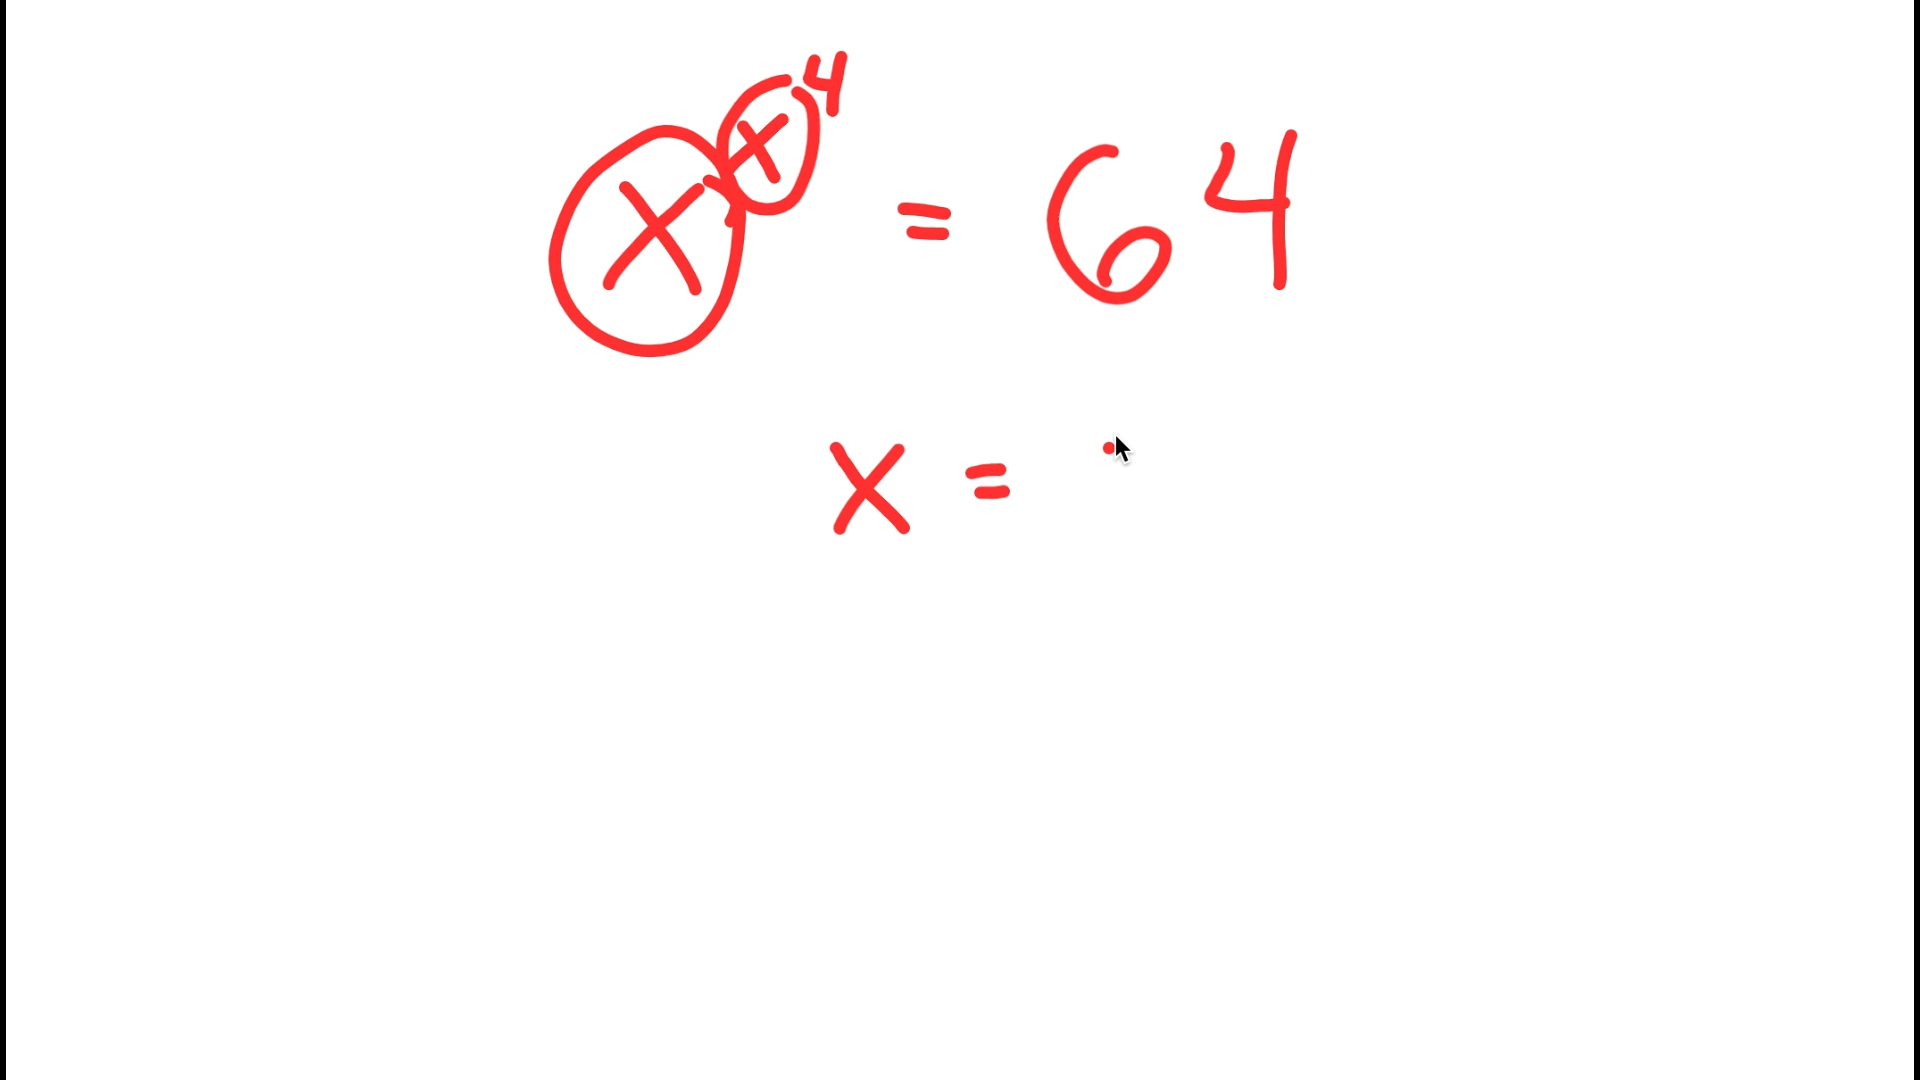 x^x^4 = 64
x =